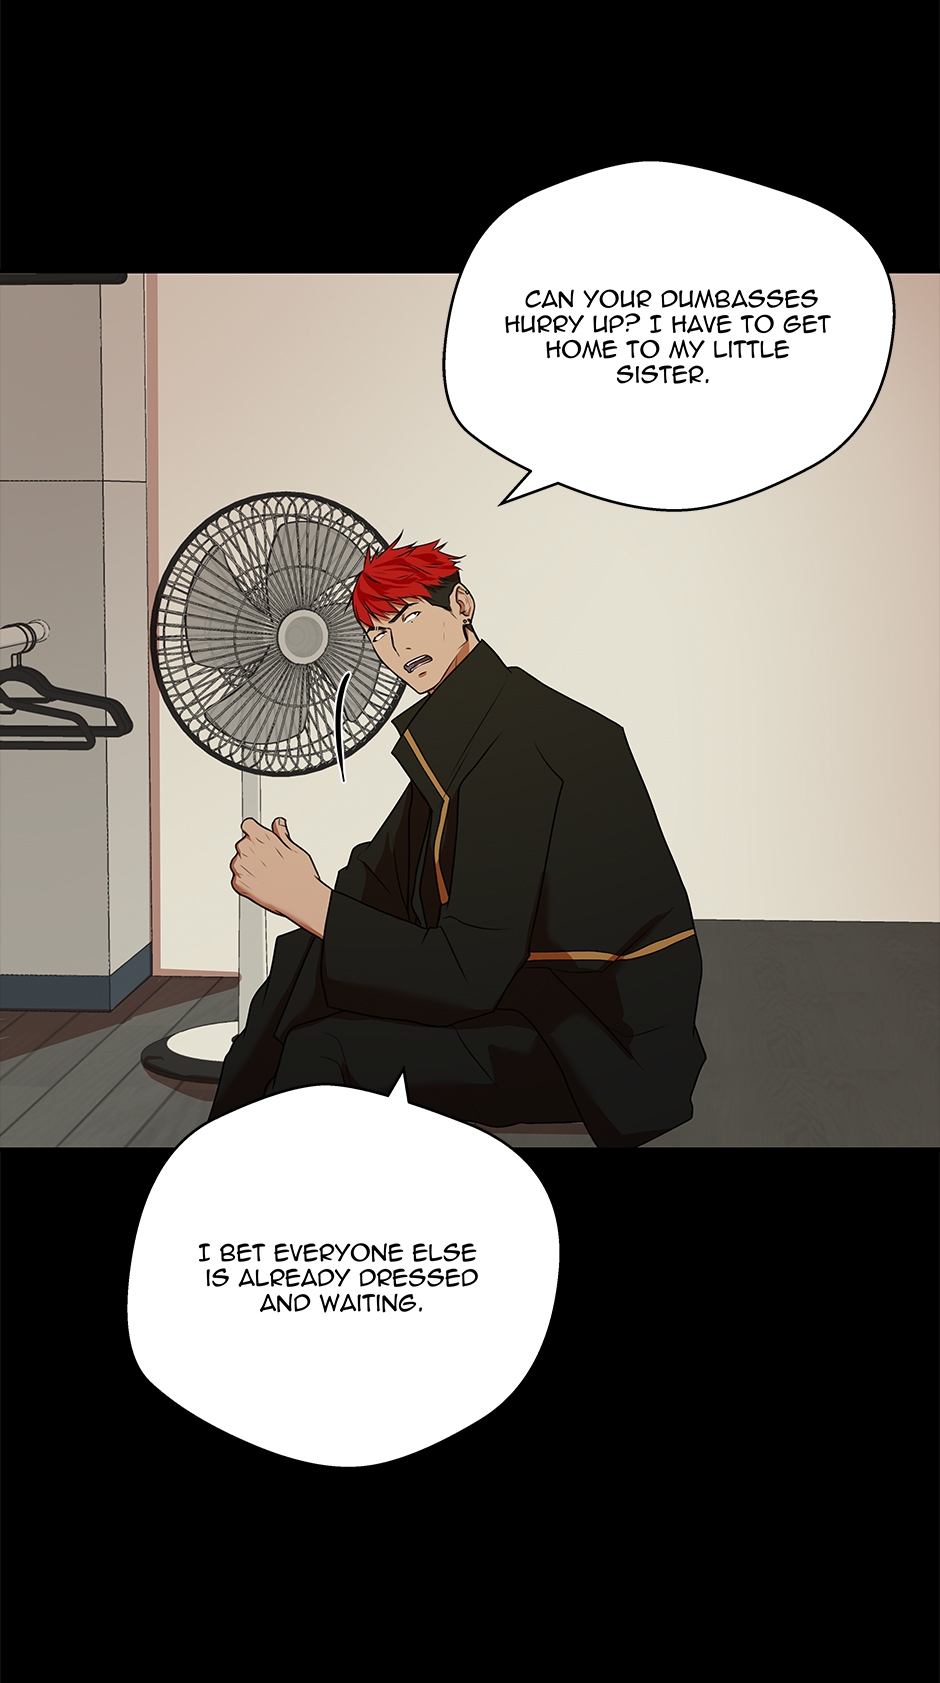 CAN YOUR DUMBASSES
HURRY UP? I HAVE TO GET
HOME TO MY LITTLE
SISTER.
I BET EVERYONE ELSE
IS ALREADY DRESSED
AND WAITING.